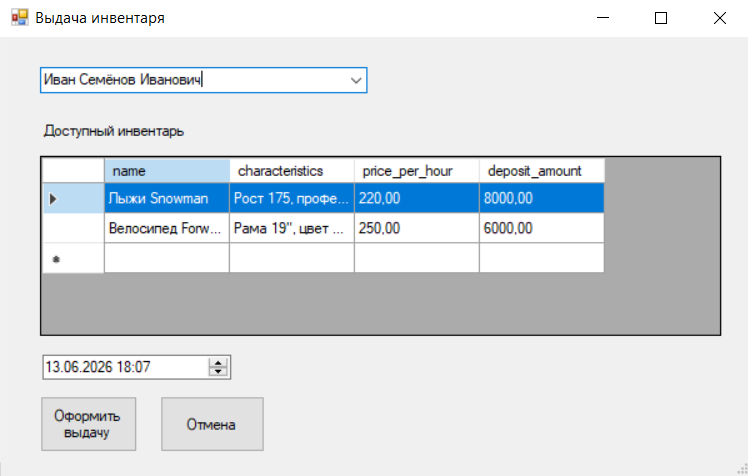 Выдача инвентаря
Иван Семёнов Иванович
Доступный инвентарь
name characteristics price_per_hour deposit_amount
Лыжи Snowman Рост 175, профе... 220,00 8000,00
Велосипед Forw... Рама 19", цвет ... 250,00 6000,00
13.06.2026 18:07
Оформить
выдачу
Отмена